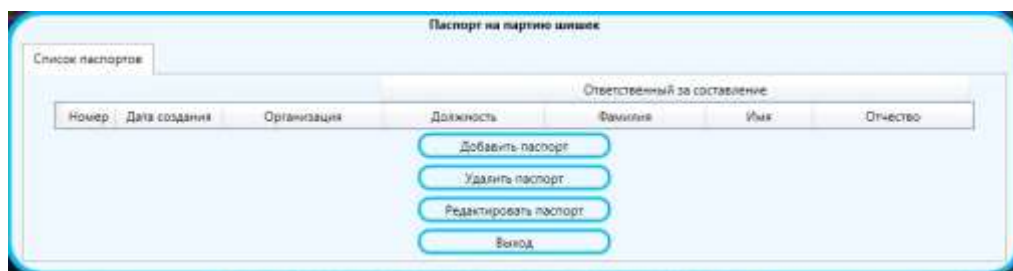 Паспорт на партию шишек
Список паспортов
Ответственный за составление
Номер Дата создания Организация Должность Фамилия Имя Отчество
Добавить паспорт
Удалить паспорт
Редактировать паспорт
Выход